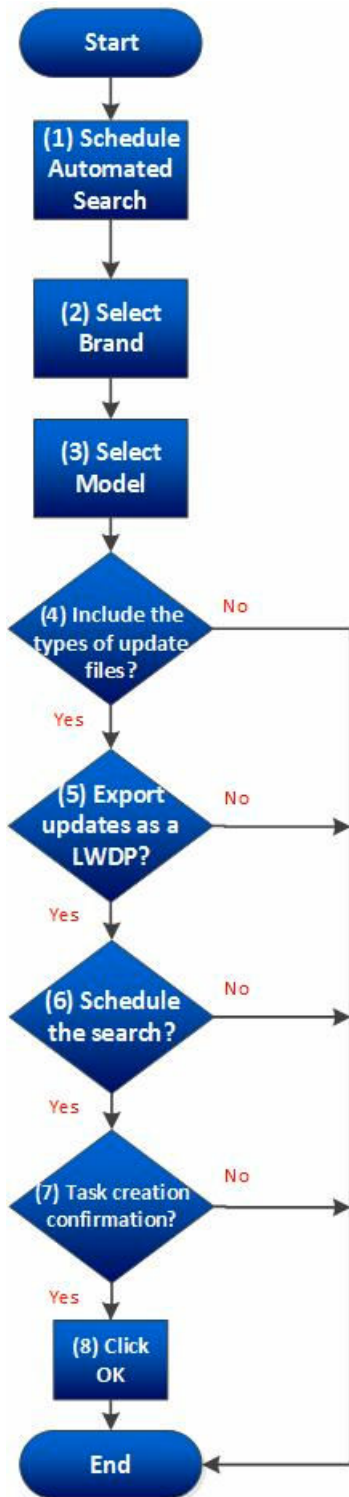 Start
(1) Schedule
Automated
Search
(2) Select
Brand
(3) Select
Model
(4) Include the
types of update
files?
No
Yes
(5) Export
updates as a
LWDP?
No
Yes
(6) Schedule
the search?
No
Yes
(7) Task creation
confirmation?
No
Yes
(8) Click
OK
End